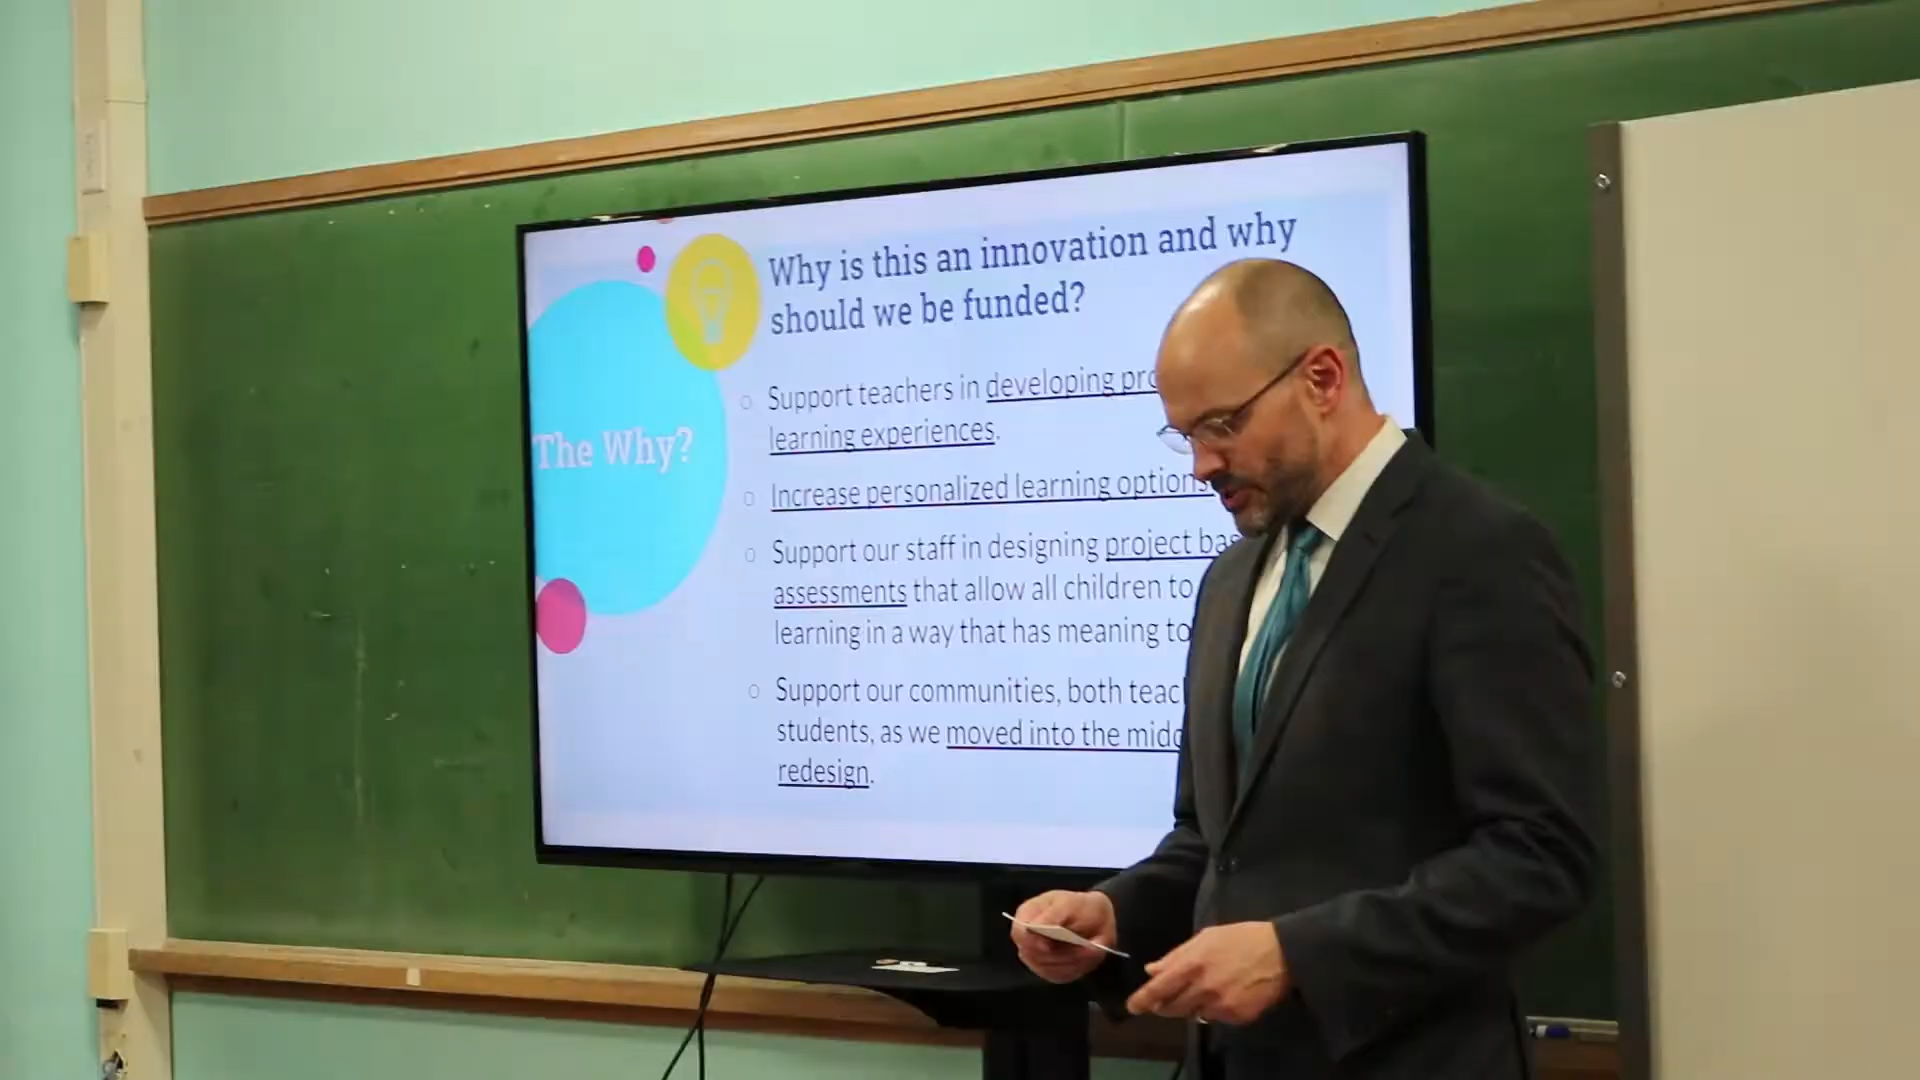 Why is this an innovation and why
should we be funded?
The Why?
Support teachers in developing
learning experiences.
Increase personalized learning options
Support our staff in designing project
assessments that allow all children to
learning in a way that has meaning to
Support our communities, both
students, as we moved into the
redesign.